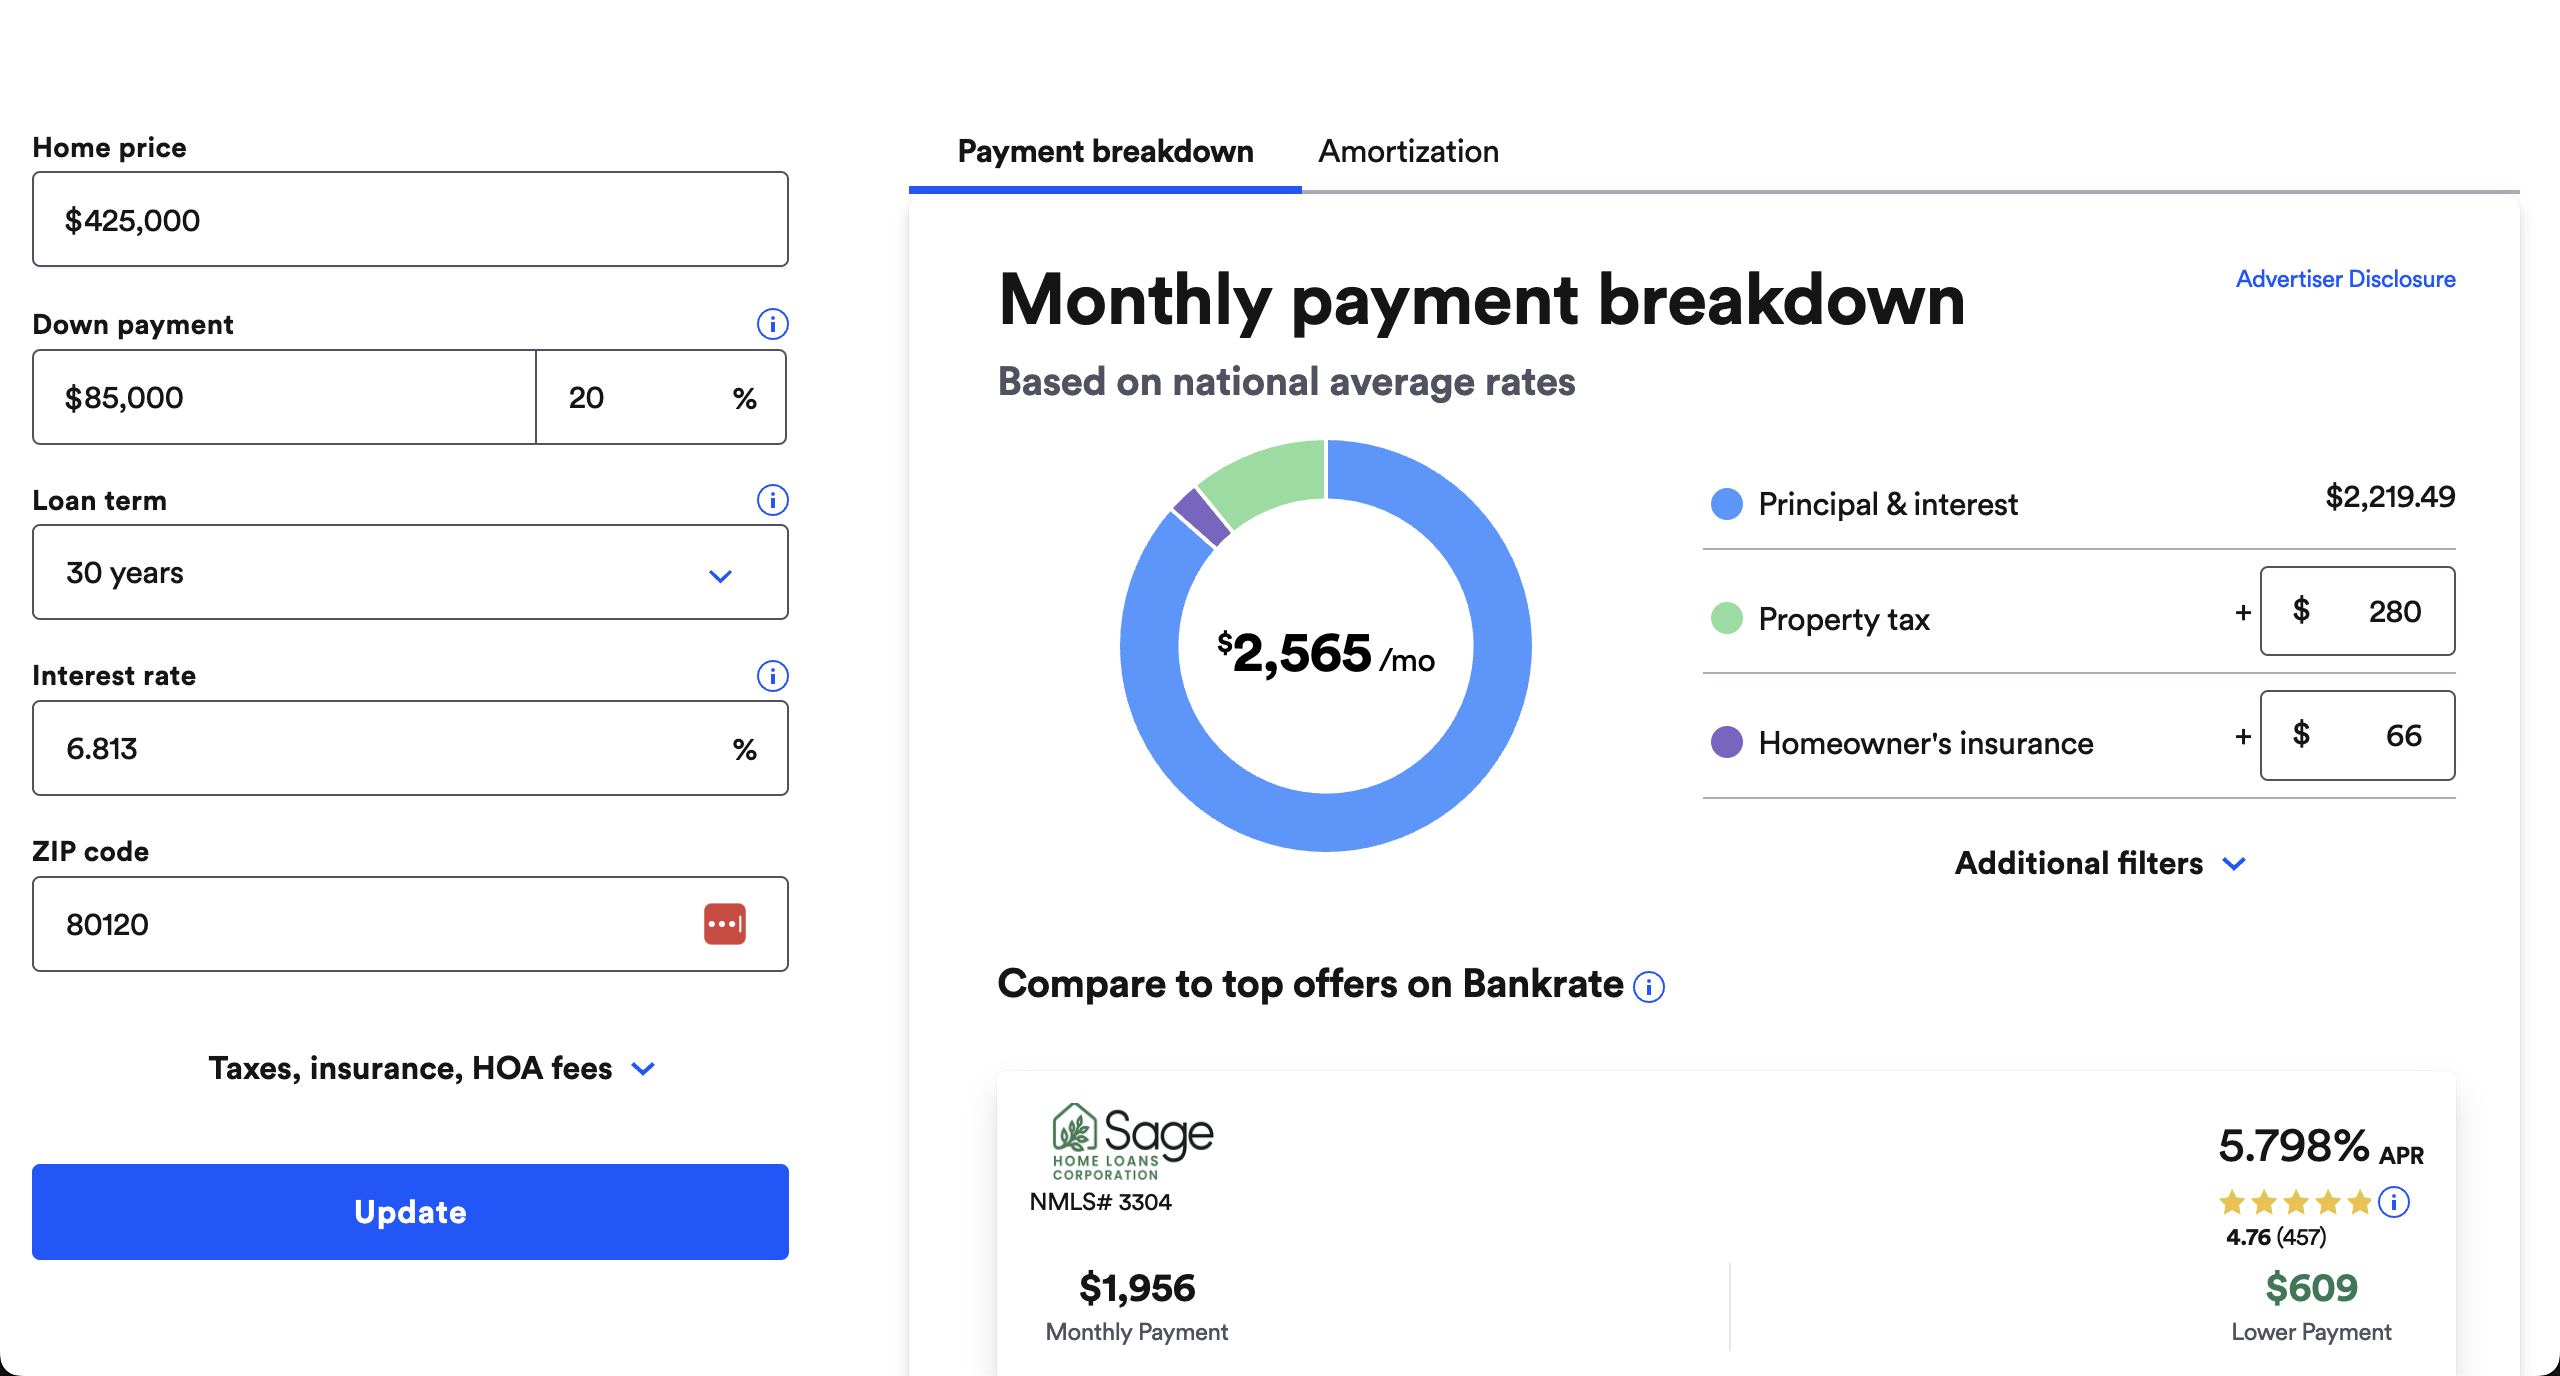 Home price
$425,000
Down payment
$85,000 20 %
Loan term
30 years
Interest rate
6.813 %
ZIP code
80120
Taxes, insurance, HOA fees
Update
Payment breakdown Amortization
Monthly payment breakdown
Advertiser Disclosure
Based on national average rates
$2,565 /mo
Principal & interest $2,219.49
Property tax + $ 280
Homeowner's insurance + $ 66
Additional filters
Compare to top offers on Bankrate
Sage
HOME LOANS
CORPORATION
NMLS# 3304
5.798% APR
4.76 (457)
$1,956
Monthly Payment
$609
Lower Payment